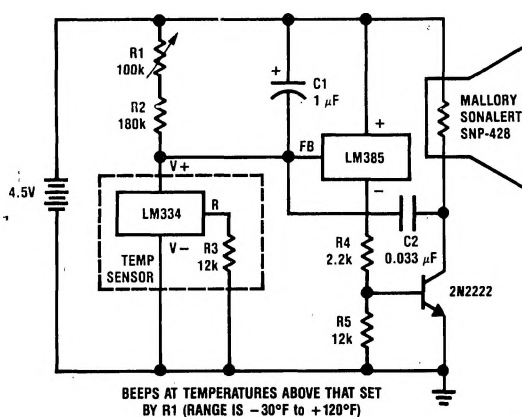 R1
100k
R2
180k
+
C1
1 µF
MALLORY
SONALERT
SNP-428
+
FB
LM385
−
V+
4.5V
LM334
R
V−
R3
12k
TEMP
SENSOR
R4
2.2k
C2
0.033 µF
2N2222
R5
12k
BEEPS AT TEMPERATURES ABOVE THAT SET
BY R1 (RANGE IS −30°F to +120°F)